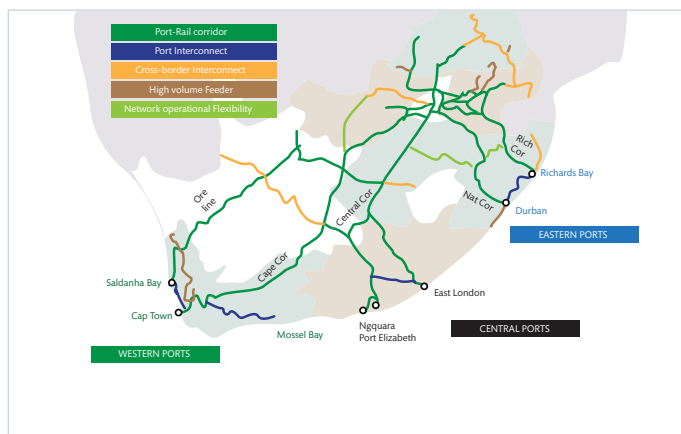 Port-Rail corridor
Port Interconnect
Cross-border Interconnect
High volume Feeder
Network operational Flexibility
Rich
Cor
Richards Bay
Ore
line
Central Cor
Nat Cor
Durban
EASTERN PORTS
Cape Cor
Saldanha Bay
East London
Cap Town
Mossel Bay
Ngquara
Port Elizabeth
CENTRAL PORTS
WESTERN PORTS